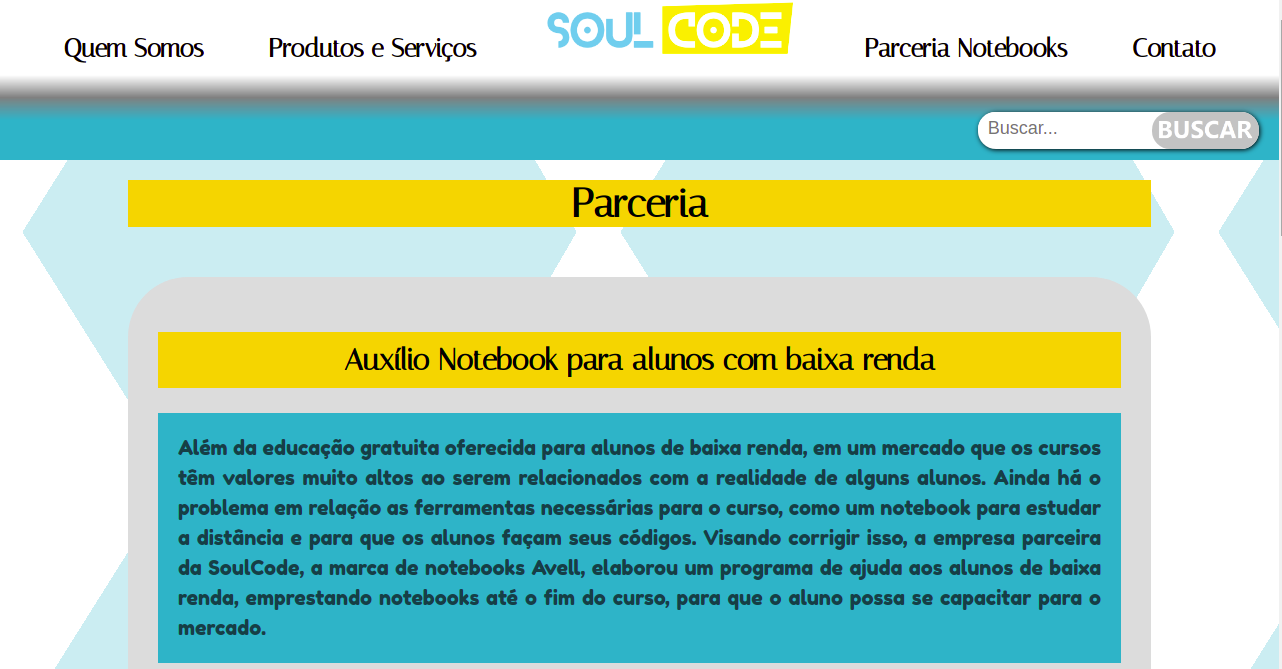 Quem Somos
Produtos e Serviços
SOUL CODE
Parceria Notebooks
Contato
Buscar...
BUSCAR
Parceria
Auxílio Notebook para alunos com baixa renda
Além da educação gratuita oferecida para alunos de baixa renda, em um mercado que os cursos
têm valores muito altos ao serem relacionados com a realidade de alguns alunos. Ainda há o
problema em relação as ferramentas necessárias para o curso, como um notebook para estudar
a distância e para que os alunos façam seus códigos. Visando corrigir isso, a empresa parceira
da SoulCode, a marca de notebooks Avell, elaborou um programa de ajuda aos alunos de baixa
renda, emprestando notebooks até o fim do curso, para que o aluno possa se capacitar para o
mercado.